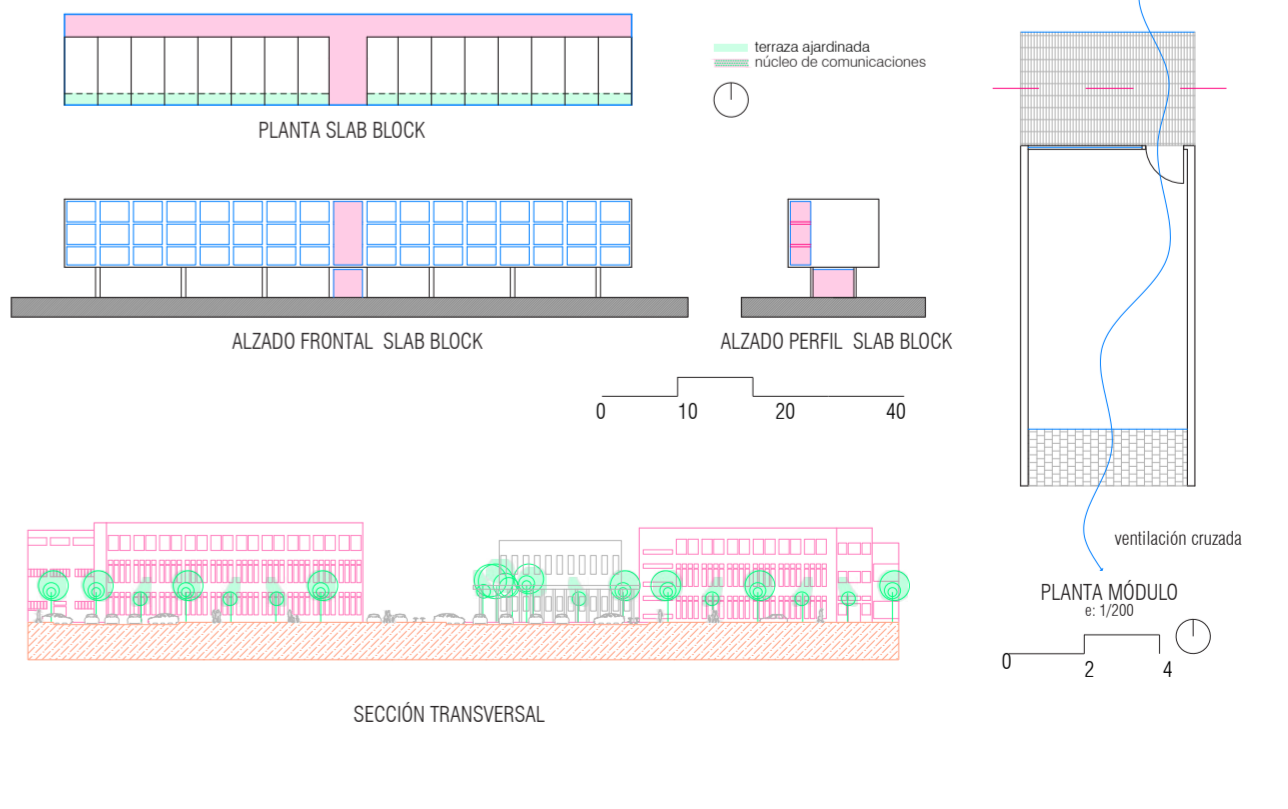 terraza ajardinada
núcleo de comunicaciones
PLANTA SLAB BLOCK
ALZADO FRONTAL SLAB BLOCK
ALZADO PERFIL SLAB BLOCK
0 10 20 40
ventilación cruzada
PLANTA MÓDULO
e: 1/200
0 2 4
SECCIÓN TRANSVERSAL